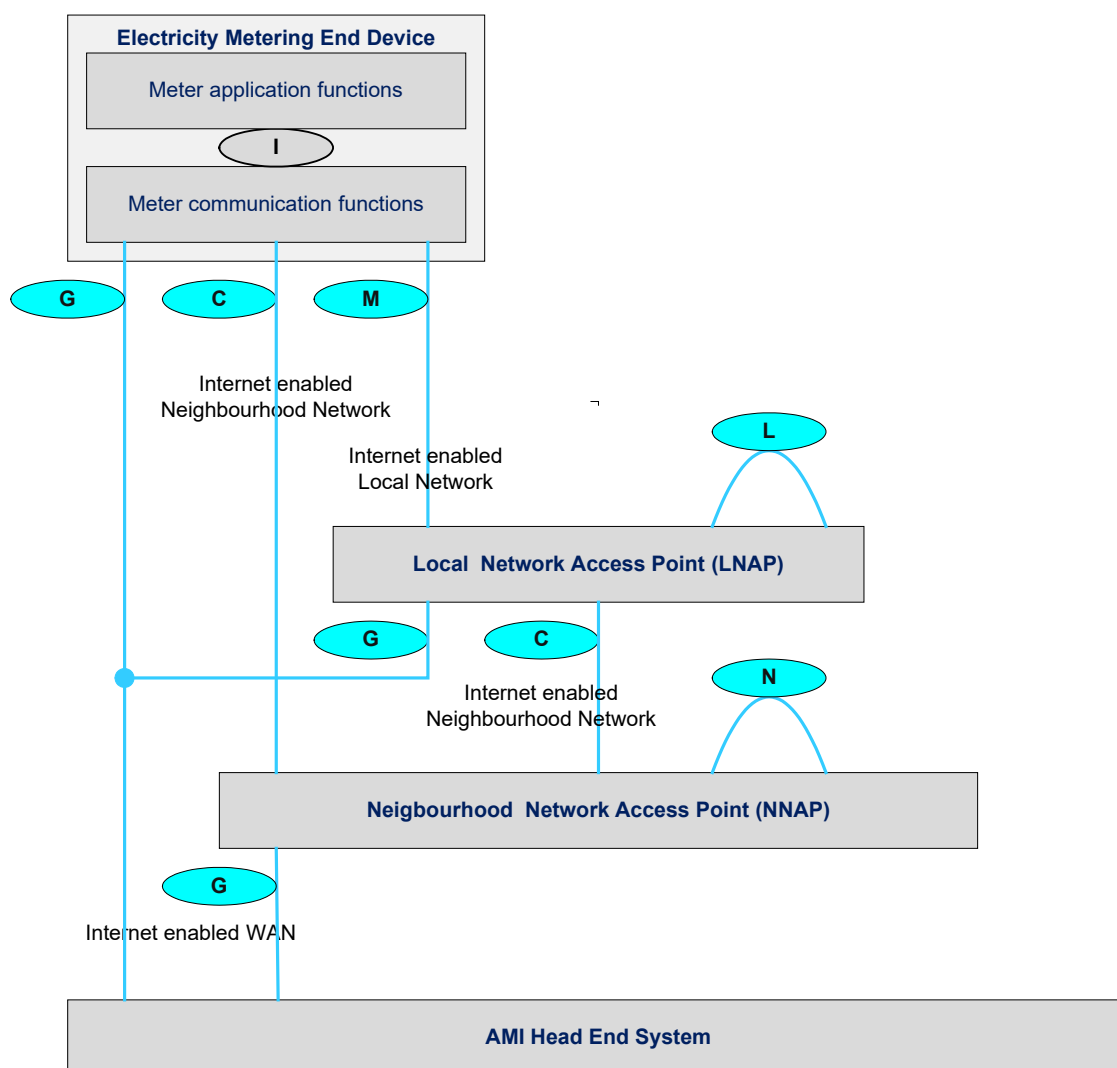 Electricity Metering End Device
Meter application functions
I
Meter communication functions
G
C
M
Internet enabled
Neighbourhood Network
Internet enabled
Local Network
L
Local  Network Access Point (LNAP)
G
C
Internet enabled
Neighbourhood Network
N
Neigbourhood  Network Access Point (NNAP)
G
Internet enabled WAN
AMI Head End System